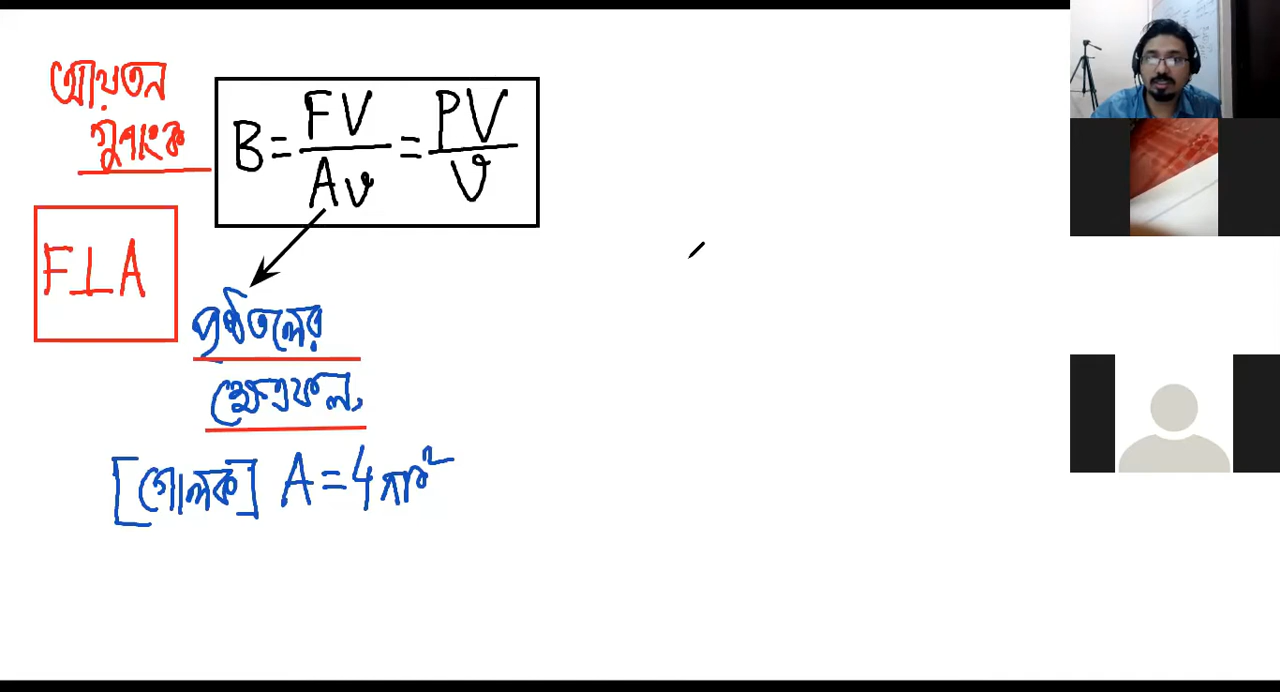 আয়তন
গুণাংক
B = FV/Av = PV/v
F⊥A
পৃষ্ঠতলের
ক্ষেত্রফল,
[গোলক] A = 4πr²